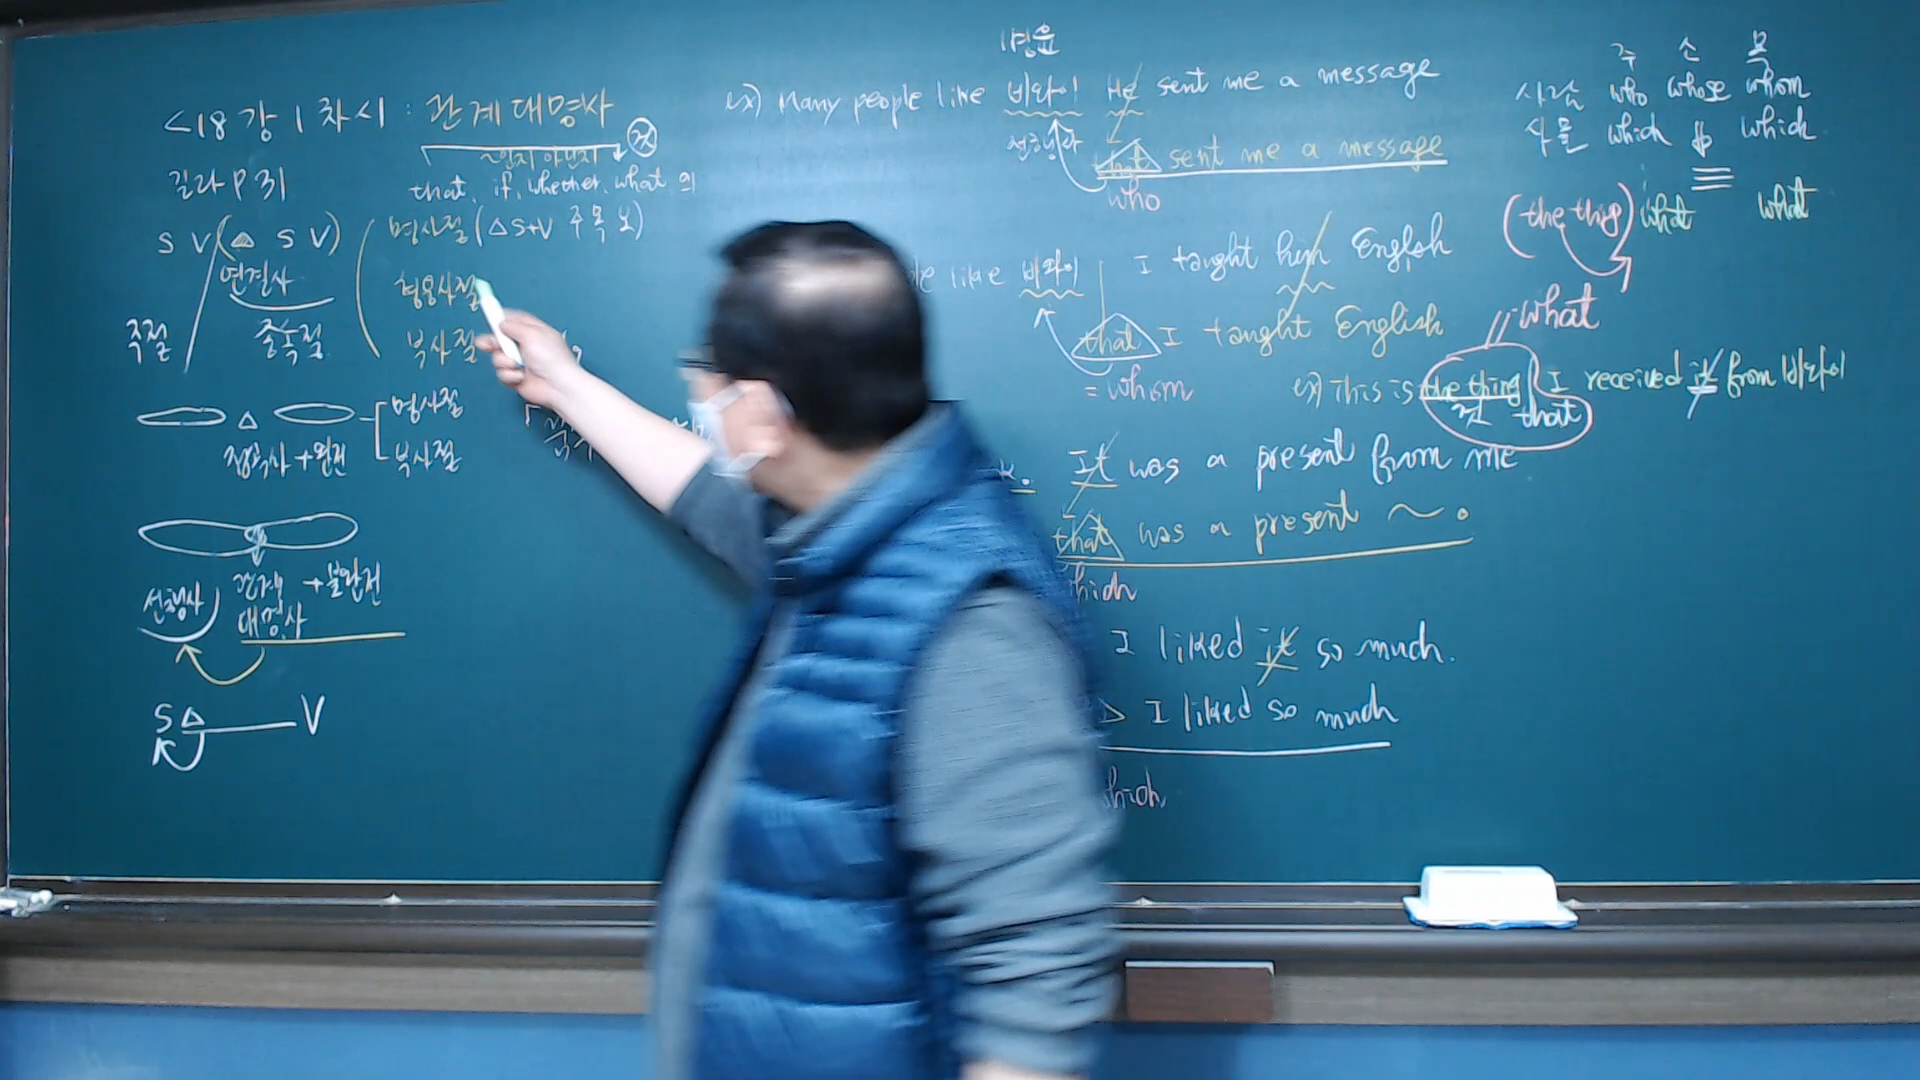 <18강 1차시 : 관계대명사
길라 P 31
that, if, whether, what, 의
S V (△ S V)
명사절 (△ S+V 주 목 보)
연결사
형용사절
주절
종속절
부사절
△
명사절
접속사 + 완전
부사절
선행사
관계대명사 + 불완전
S △ V
형용
ex) Many people like 비와이 He sent me a message
선행사
that sent me a message
who
like 비와이 I taught him English
that I taught English
= whom
It was a present from me
that was a present ~.
hich
I liked it so much.
△ I liked so much
hich
주 소 목
사람 who whose whom
사물 which which
(the thing) what what
what
ex) This is the thing I received it from 비와이
것 that